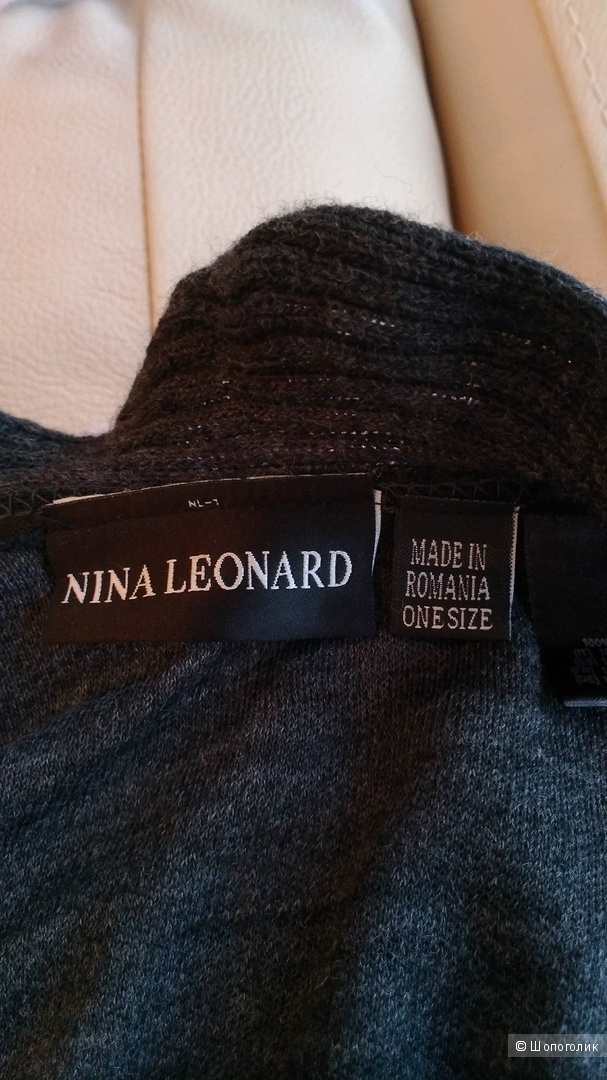 NL-1
NINA LEONARD
MADE IN
ROMANIA
ONE SIZE
© Шопоголик